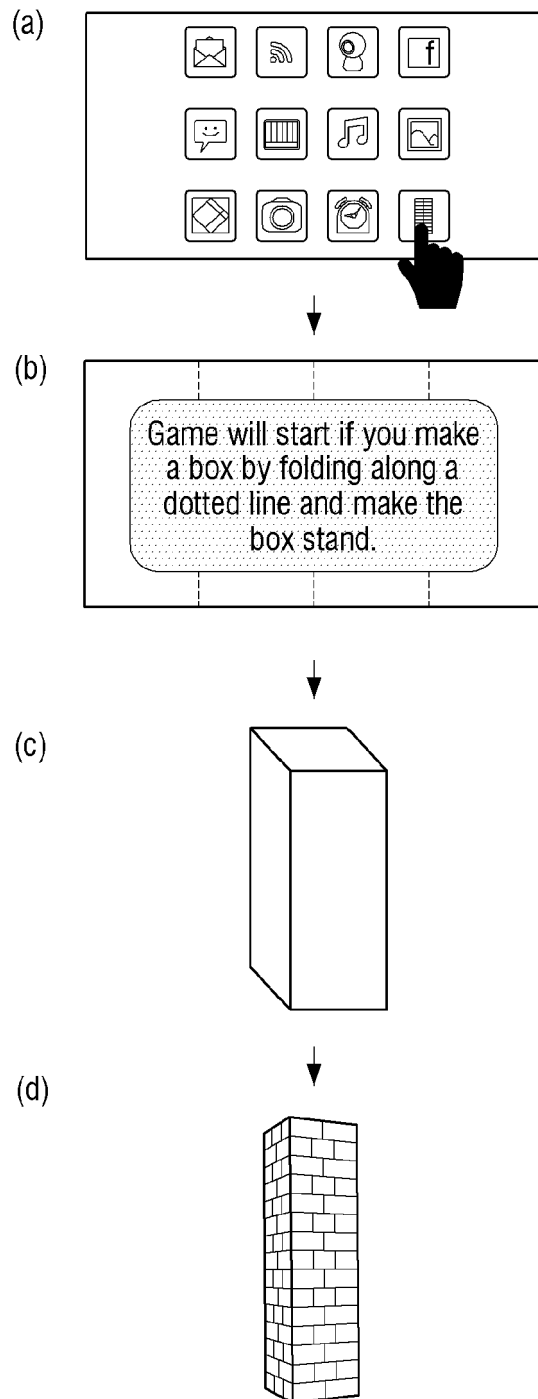 (a)
f
(b)
Game will start if you make
a box by folding along a
dotted line and make the
box stand.
(c)
(d)